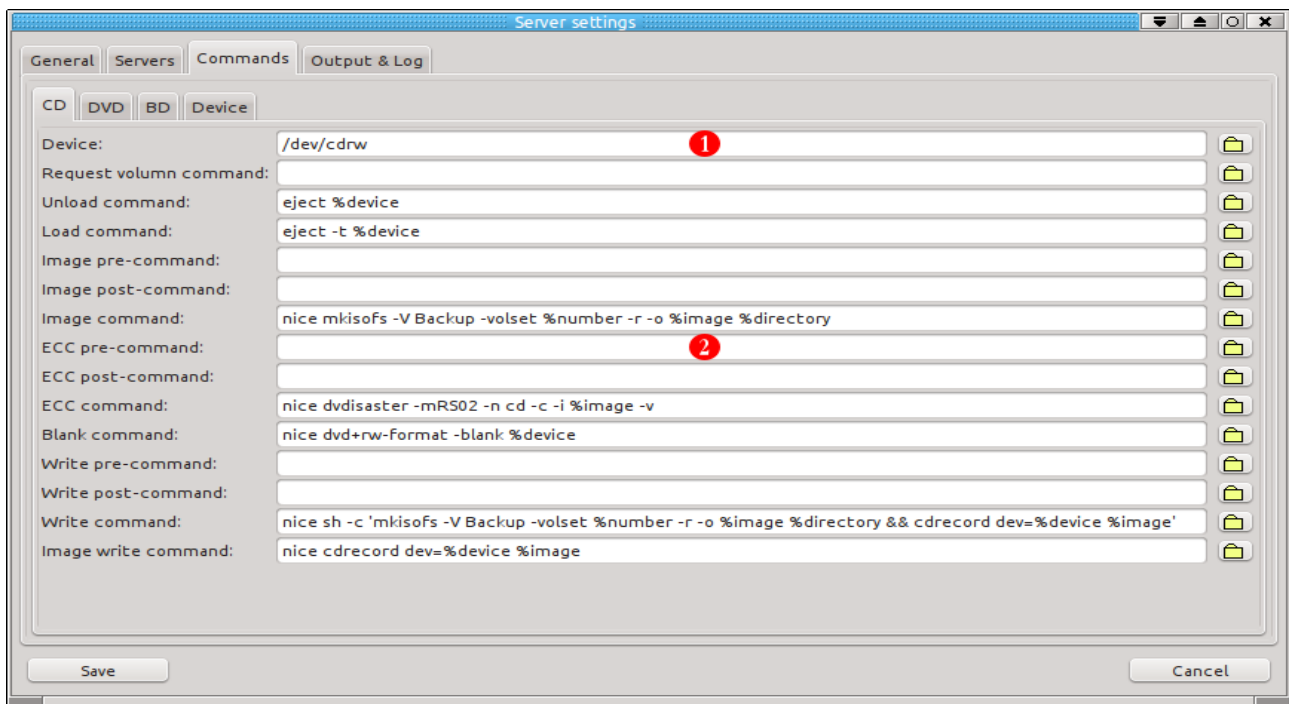 Server settings
General Servers Commands Output & Log
CD DVD BD Device
Device: /dev/cdrw 1
Request volumn command:
Unload command: eject %device
Load command: eject -t %device
Image pre-command:
Image post-command:
Image command: nice mkisofs -V Backup -volset %number -r -o %image %directory
ECC pre-command: 2
ECC post-command:
ECC command: nice dvdisaster -mRS02 -n cd -c -i %image -v
Blank command: nice dvd+rw-format -blank %device
Write pre-command:
Write post-command:
Write command: nice sh -c 'mkisofs -V Backup -volset %number -r -o %image %directory && cdrecord dev=%device %image'
Image write command: nice cdrecord dev=%device %image
Save Cancel